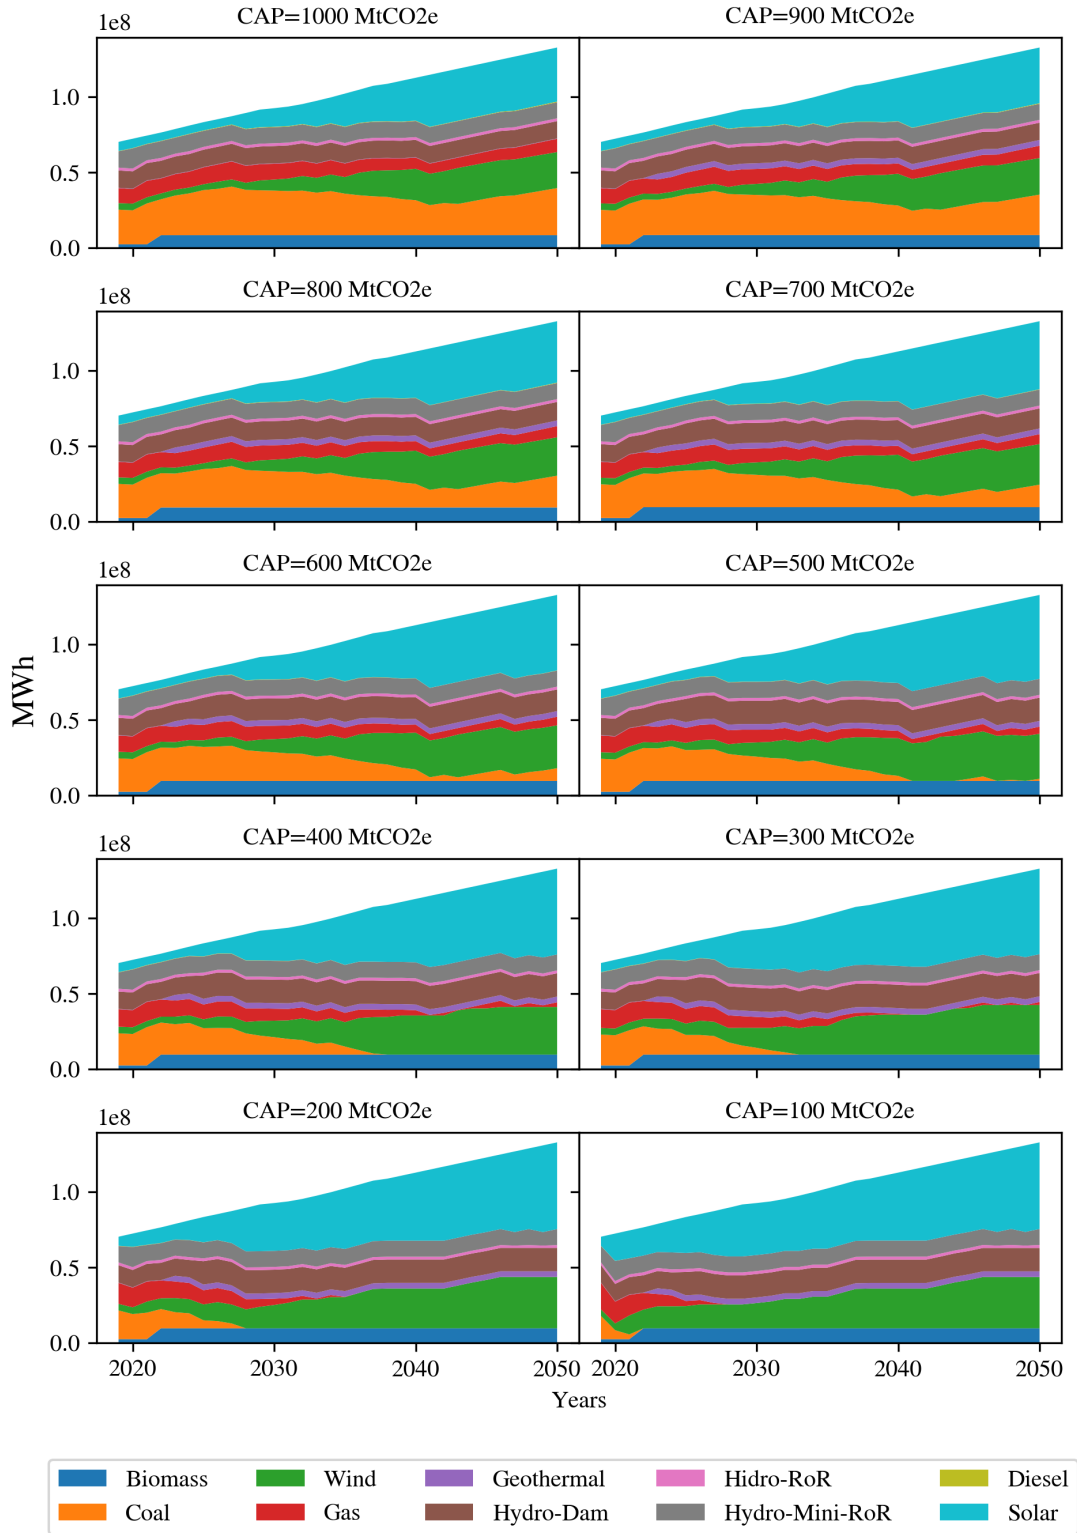 CAP=1000 MtCO2e CAP=900 MtCO2e
1e8
1.0
0.5
0.0
CAP=800 MtCO2e CAP=700 MtCO2e
1e8
1.0
0.5
0.0
CAP=600 MtCO2e CAP=500 MtCO2e
1e8
1.0
0.5
0.0
MWh
CAP=400 MtCO2e CAP=300 MtCO2e
1e8
1.0
0.5
0.0
CAP=200 MtCO2e CAP=100 MtCO2e
1e8
1.0
0.5
0.0
2020 2030 2040 2050 2020 2030 2040 2050
Years
Biomass Wind Geothermal Hidro-RoR Diesel
Coal Gas Hydro-Dam Hydro-Mini-RoR Solar